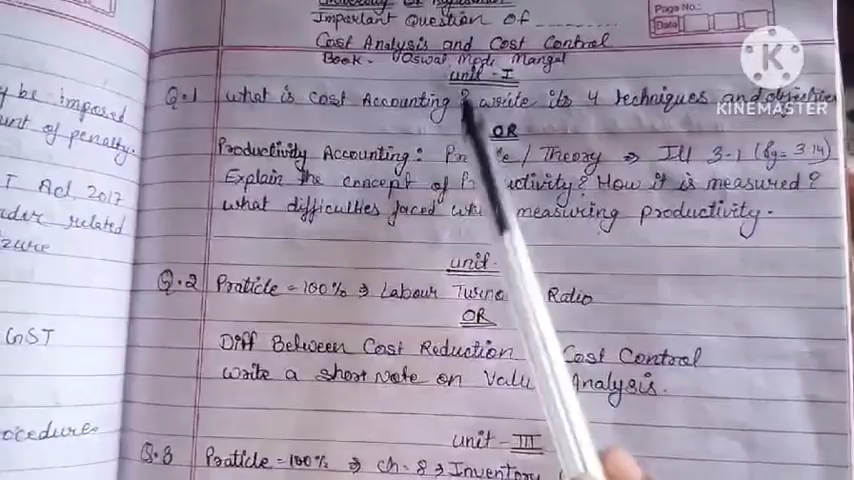 Important Question of
Page No.:
Date
Cost Analysis and Cost Control
Book - Oswal Modi Mangal
unit - I
KINEMASTER
Q.1 what is cost Accounting ? write its 4 techniques and
OR
Productivity Accounting : / Theory ⇒ Ill 3.1 (Pg = 3.14)
Explain the concept of ? How it is measured ?
what difficulties faced measuring productivity.
unit -
Q.2 Praticle = 100% ⇒ Labour Ratio
OR
Diff Between Cost Reduction Cost Control
write a short note on Analysis.
unit - III
Q.3 Praticle = 100% ⇒ ch - 8 ⇒ Inventory
y be imposed
unt of penalty.
I Act, 2017
nder related
izure
GST
ocedure